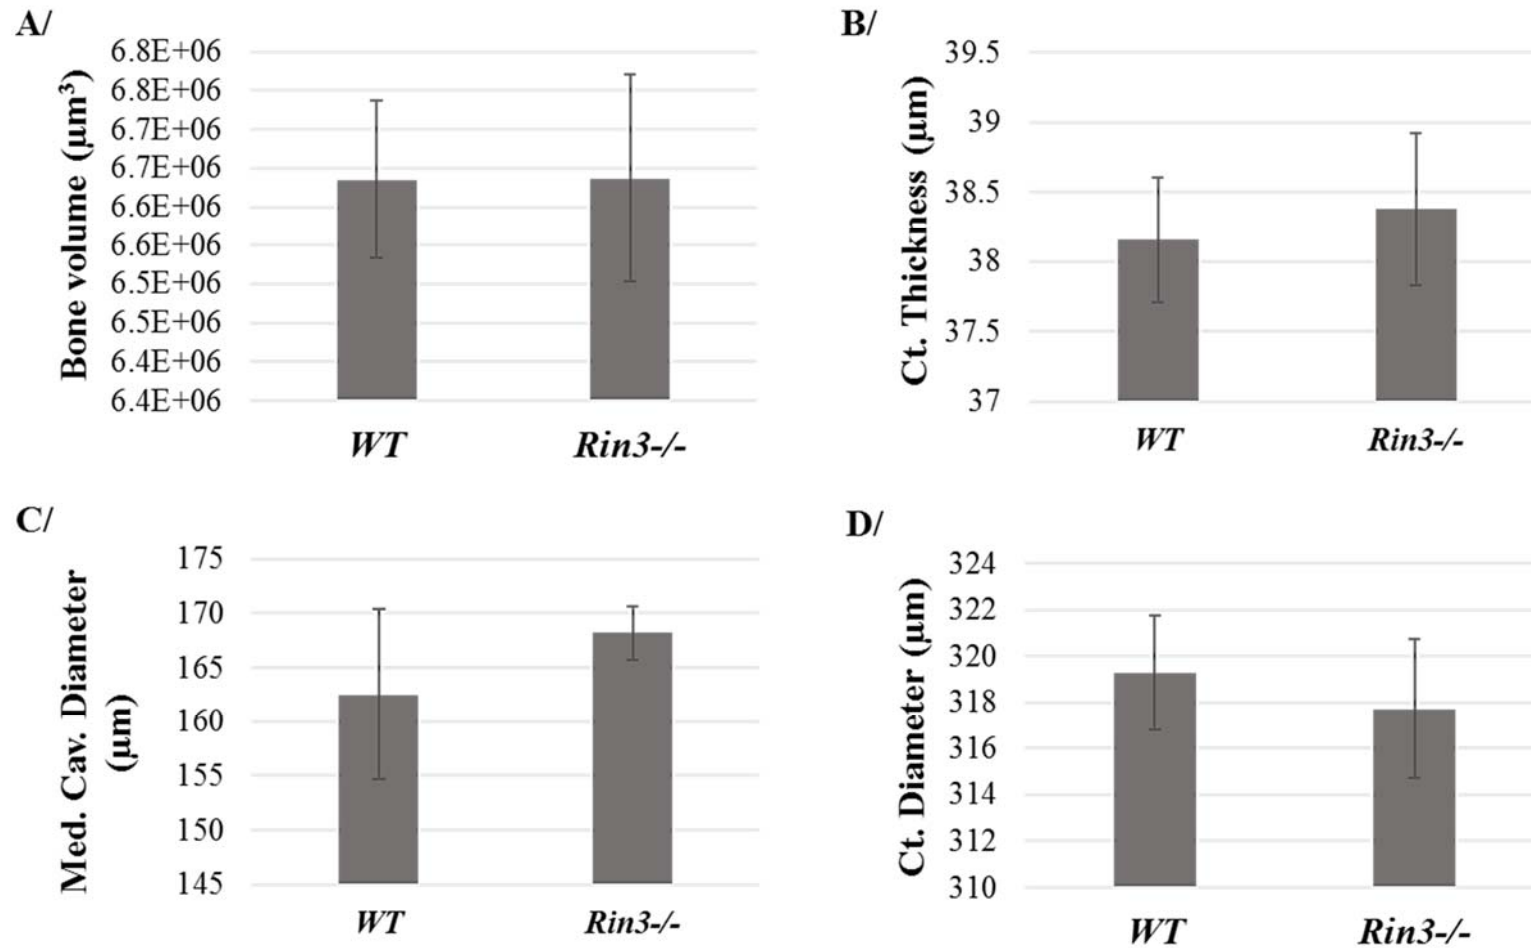 A/
Bone volume (μm³)
6.8E+06
6.8E+06
6.7E+06
6.7E+06
6.6E+06
6.6E+06
6.5E+06
6.5E+06
6.4E+06
6.4E+06
WT
Rin3-/-
B/
Ct. Thickness (μm)
39.5
39
38.5
38
37.5
37
WT
Rin3-/-
C/
Med. Cav. Diameter
(μm)
175
170
165
160
155
150
145
WT
Rin3-/-
D/
Ct. Diameter (μm)
324
322
320
318
316
314
312
310
WT
Rin3-/-